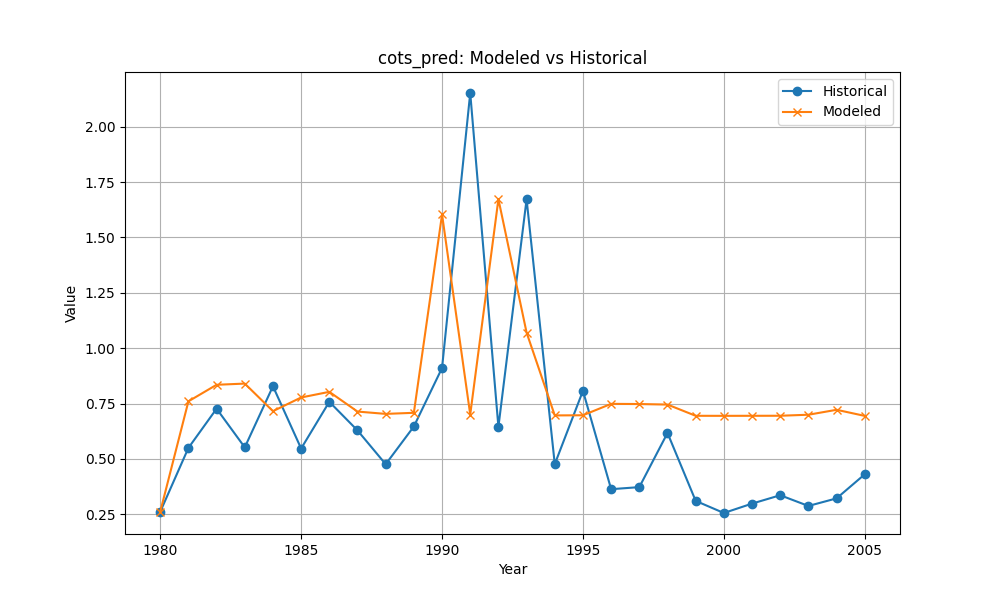 cots_pred: Modeled vs Historical
Historical
Modeled
Value
2.00
1.75
1.50
1.25
1.00
0.75
0.50
0.25
1980 1985 1990 1995 2000 2005
Year